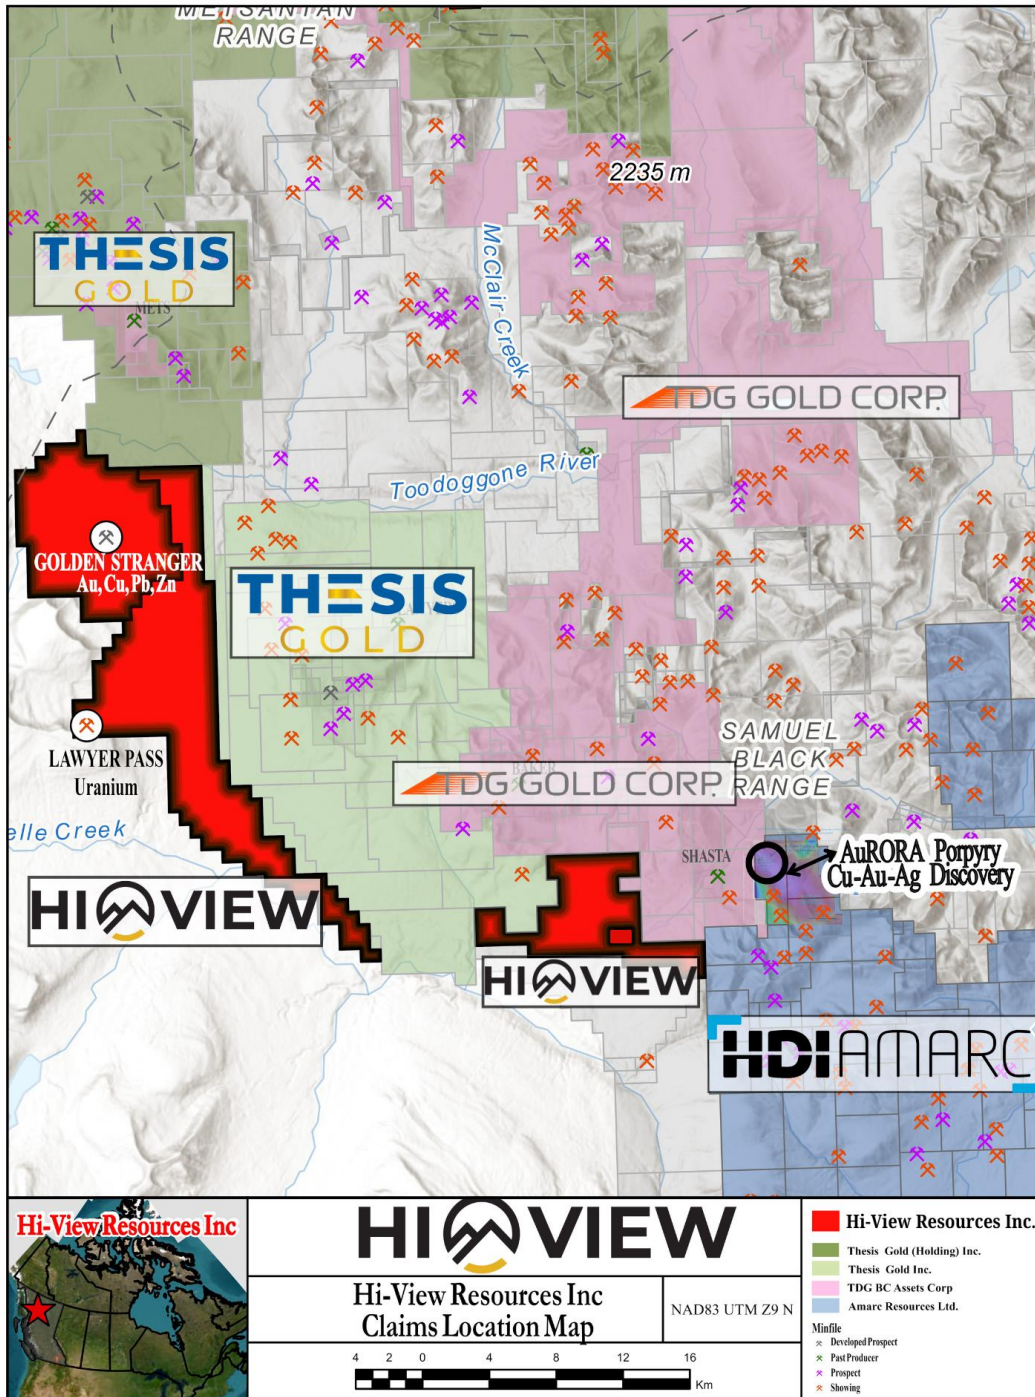 METSANTAN
RANGE
2235 m
THESIS
GOLD
METS
McClair Creek
TDG GOLD CORP.
Toodoggone River
GOLDEN STRANGER
Au, Cu, Pb, Zn
THESIS
GOLD
LAWYER PASS
Uranium
SAMUEL
BLACK
RANGE
BAKER
TDG GOLD CORP.
elle Creek
SHASTA
AuRORA Porpyry
Cu-Au-Ag Discovery
HI VIEW
HI VIEW
HDI AMARC
Hi-View Resources Inc
HI VIEW
Hi-View Resources Inc
Claims Location Map
NAD83 UTM Z9 N
4 2 0 4 8 12 16
Km
Hi-View Resources Inc.
Thesis Gold (Holding) Inc.
Thesis Gold Inc.
TDG BC Assets Corp
Amarc Resources Ltd.
Minfile
Developed Prospect
Past Producer
Prospect
Showing